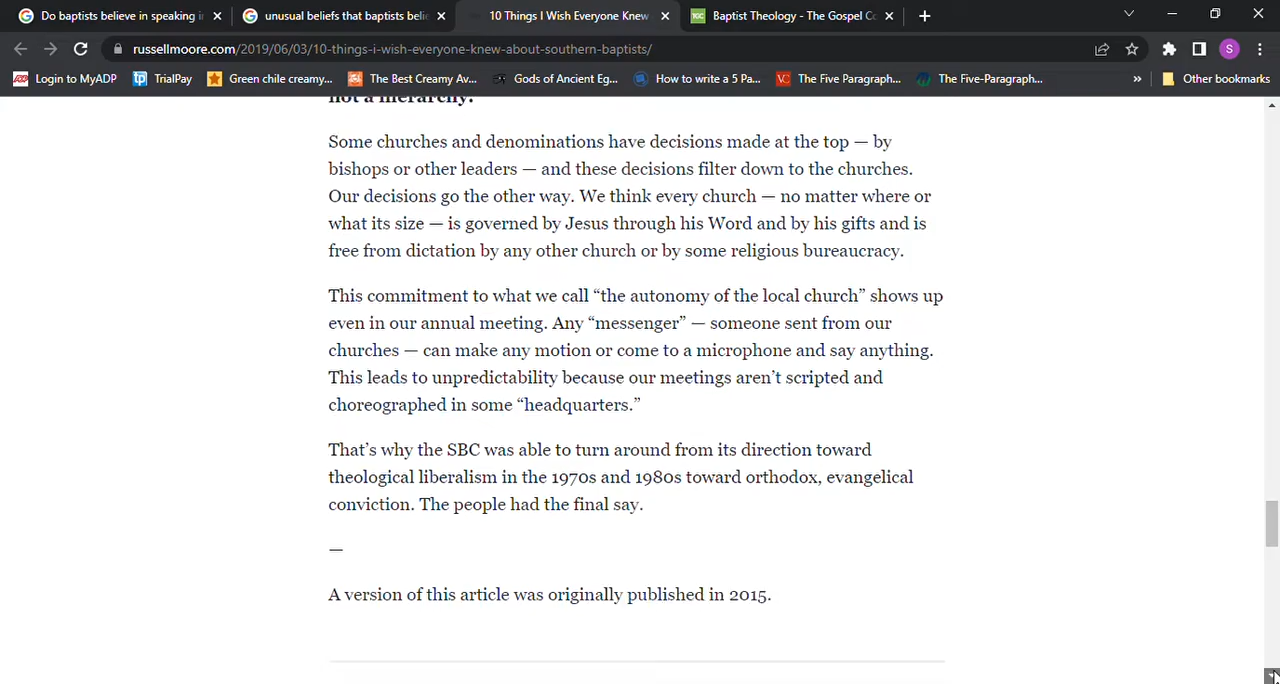 Do baptists believe in speaking i
unusual beliefs that baptists beli
10 Things I Wish Everyone Knew
TGC Baptist Theology - The Gospel Co
russellmoore.com/2019/06/03/10-things-i-wish-everyone-knew-about-southern-baptists/
S
Login to MyADP
tp TrialPay
Green chile creamy...
The Best Creamy Av...
Gods of Ancient Eg...
How to write a 5 Pa...
VC The Five Paragraph...
The Five-Paragraph...
»
Other bookmarks
not a hierarchy.
Some churches and denominations have decisions made at the top — by
bishops or other leaders — and these decisions filter down to the churches.
Our decisions go the other way. We think every church — no matter where or
what its size — is governed by Jesus through his Word and by his gifts and is
free from dictation by any other church or by some religious bureaucracy.
This commitment to what we call “the autonomy of the local church” shows up
even in our annual meeting. Any “messenger” — someone sent from our
churches — can make any motion or come to a microphone and say anything.
This leads to unpredictability because our meetings aren’t scripted and
choreographed in some “headquarters.”
That’s why the SBC was able to turn around from its direction toward
theological liberalism in the 1970s and 1980s toward orthodox, evangelical
conviction. The people had the final say.
—
A version of this article was originally published in 2015.